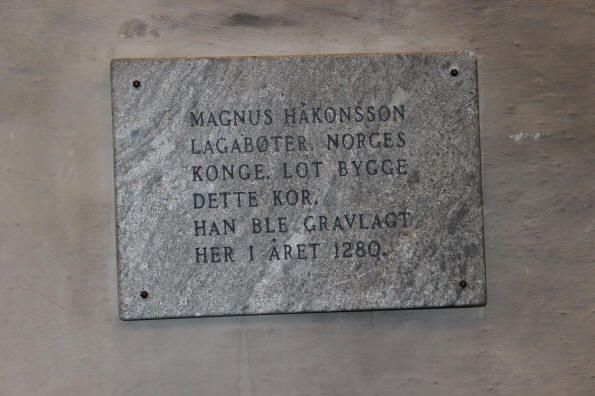 MAGNUS HÅKONSSON
LAGABØTER, NORGES
KONGE, LOT BYGGE
DETTE KOR.
HAN BLE GRAVLAGT
HER I ÅRET 1280.